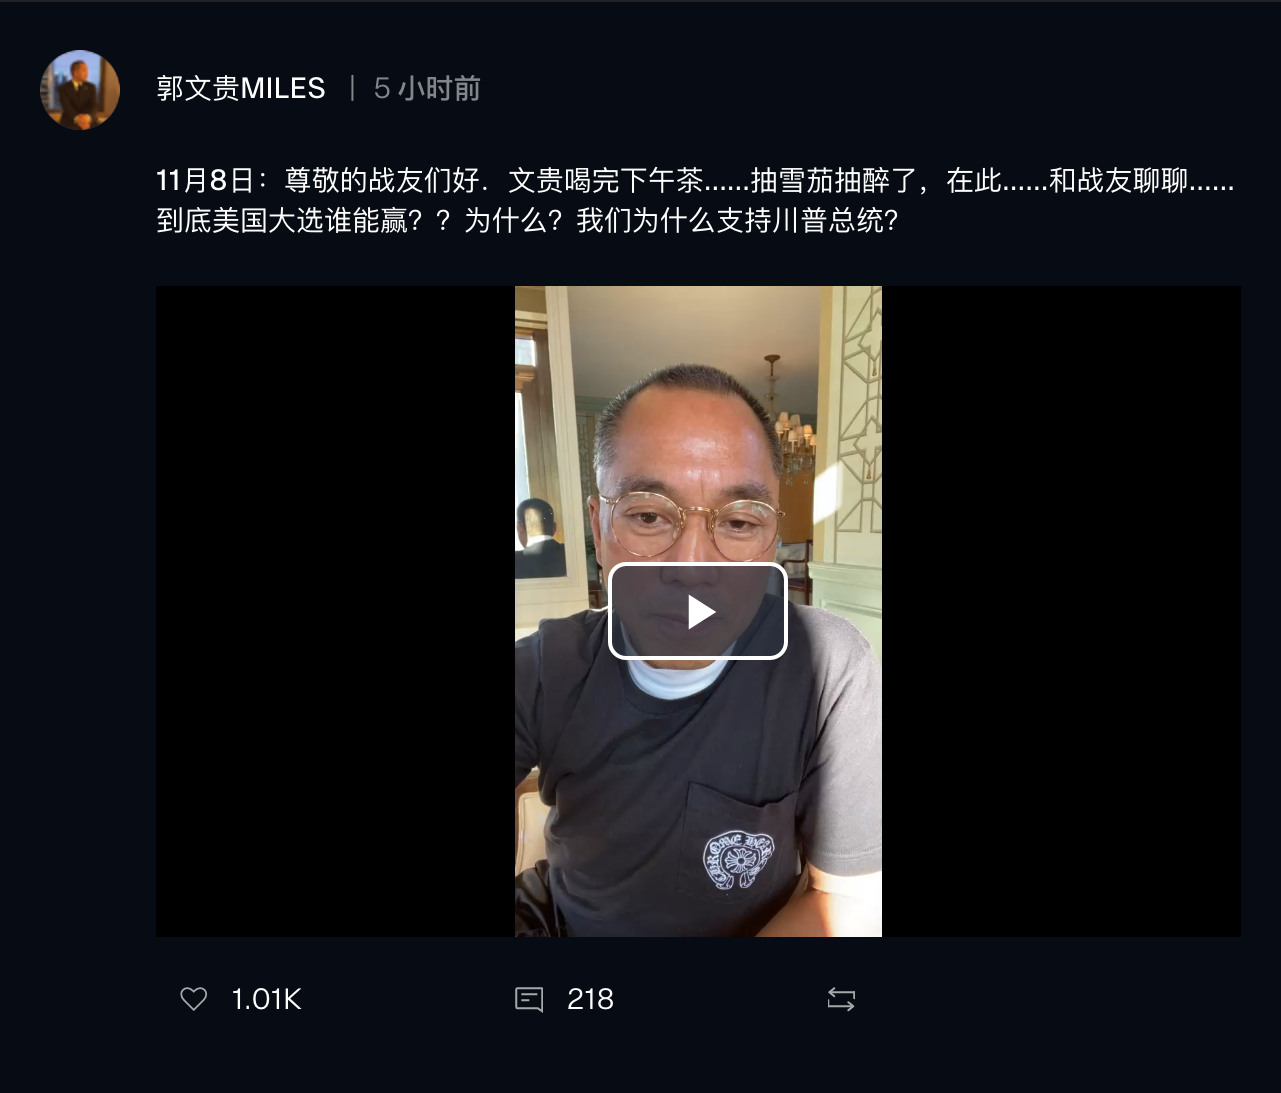 郭文贵MILES | 5 小时前
11月8日：尊敬的战友们好．文贵喝完下午茶……抽雪茄抽醉了，在此……和战友聊聊……
到底美国大选谁能赢？？为什么？我们为什么支持川普总统？
1.01K 218